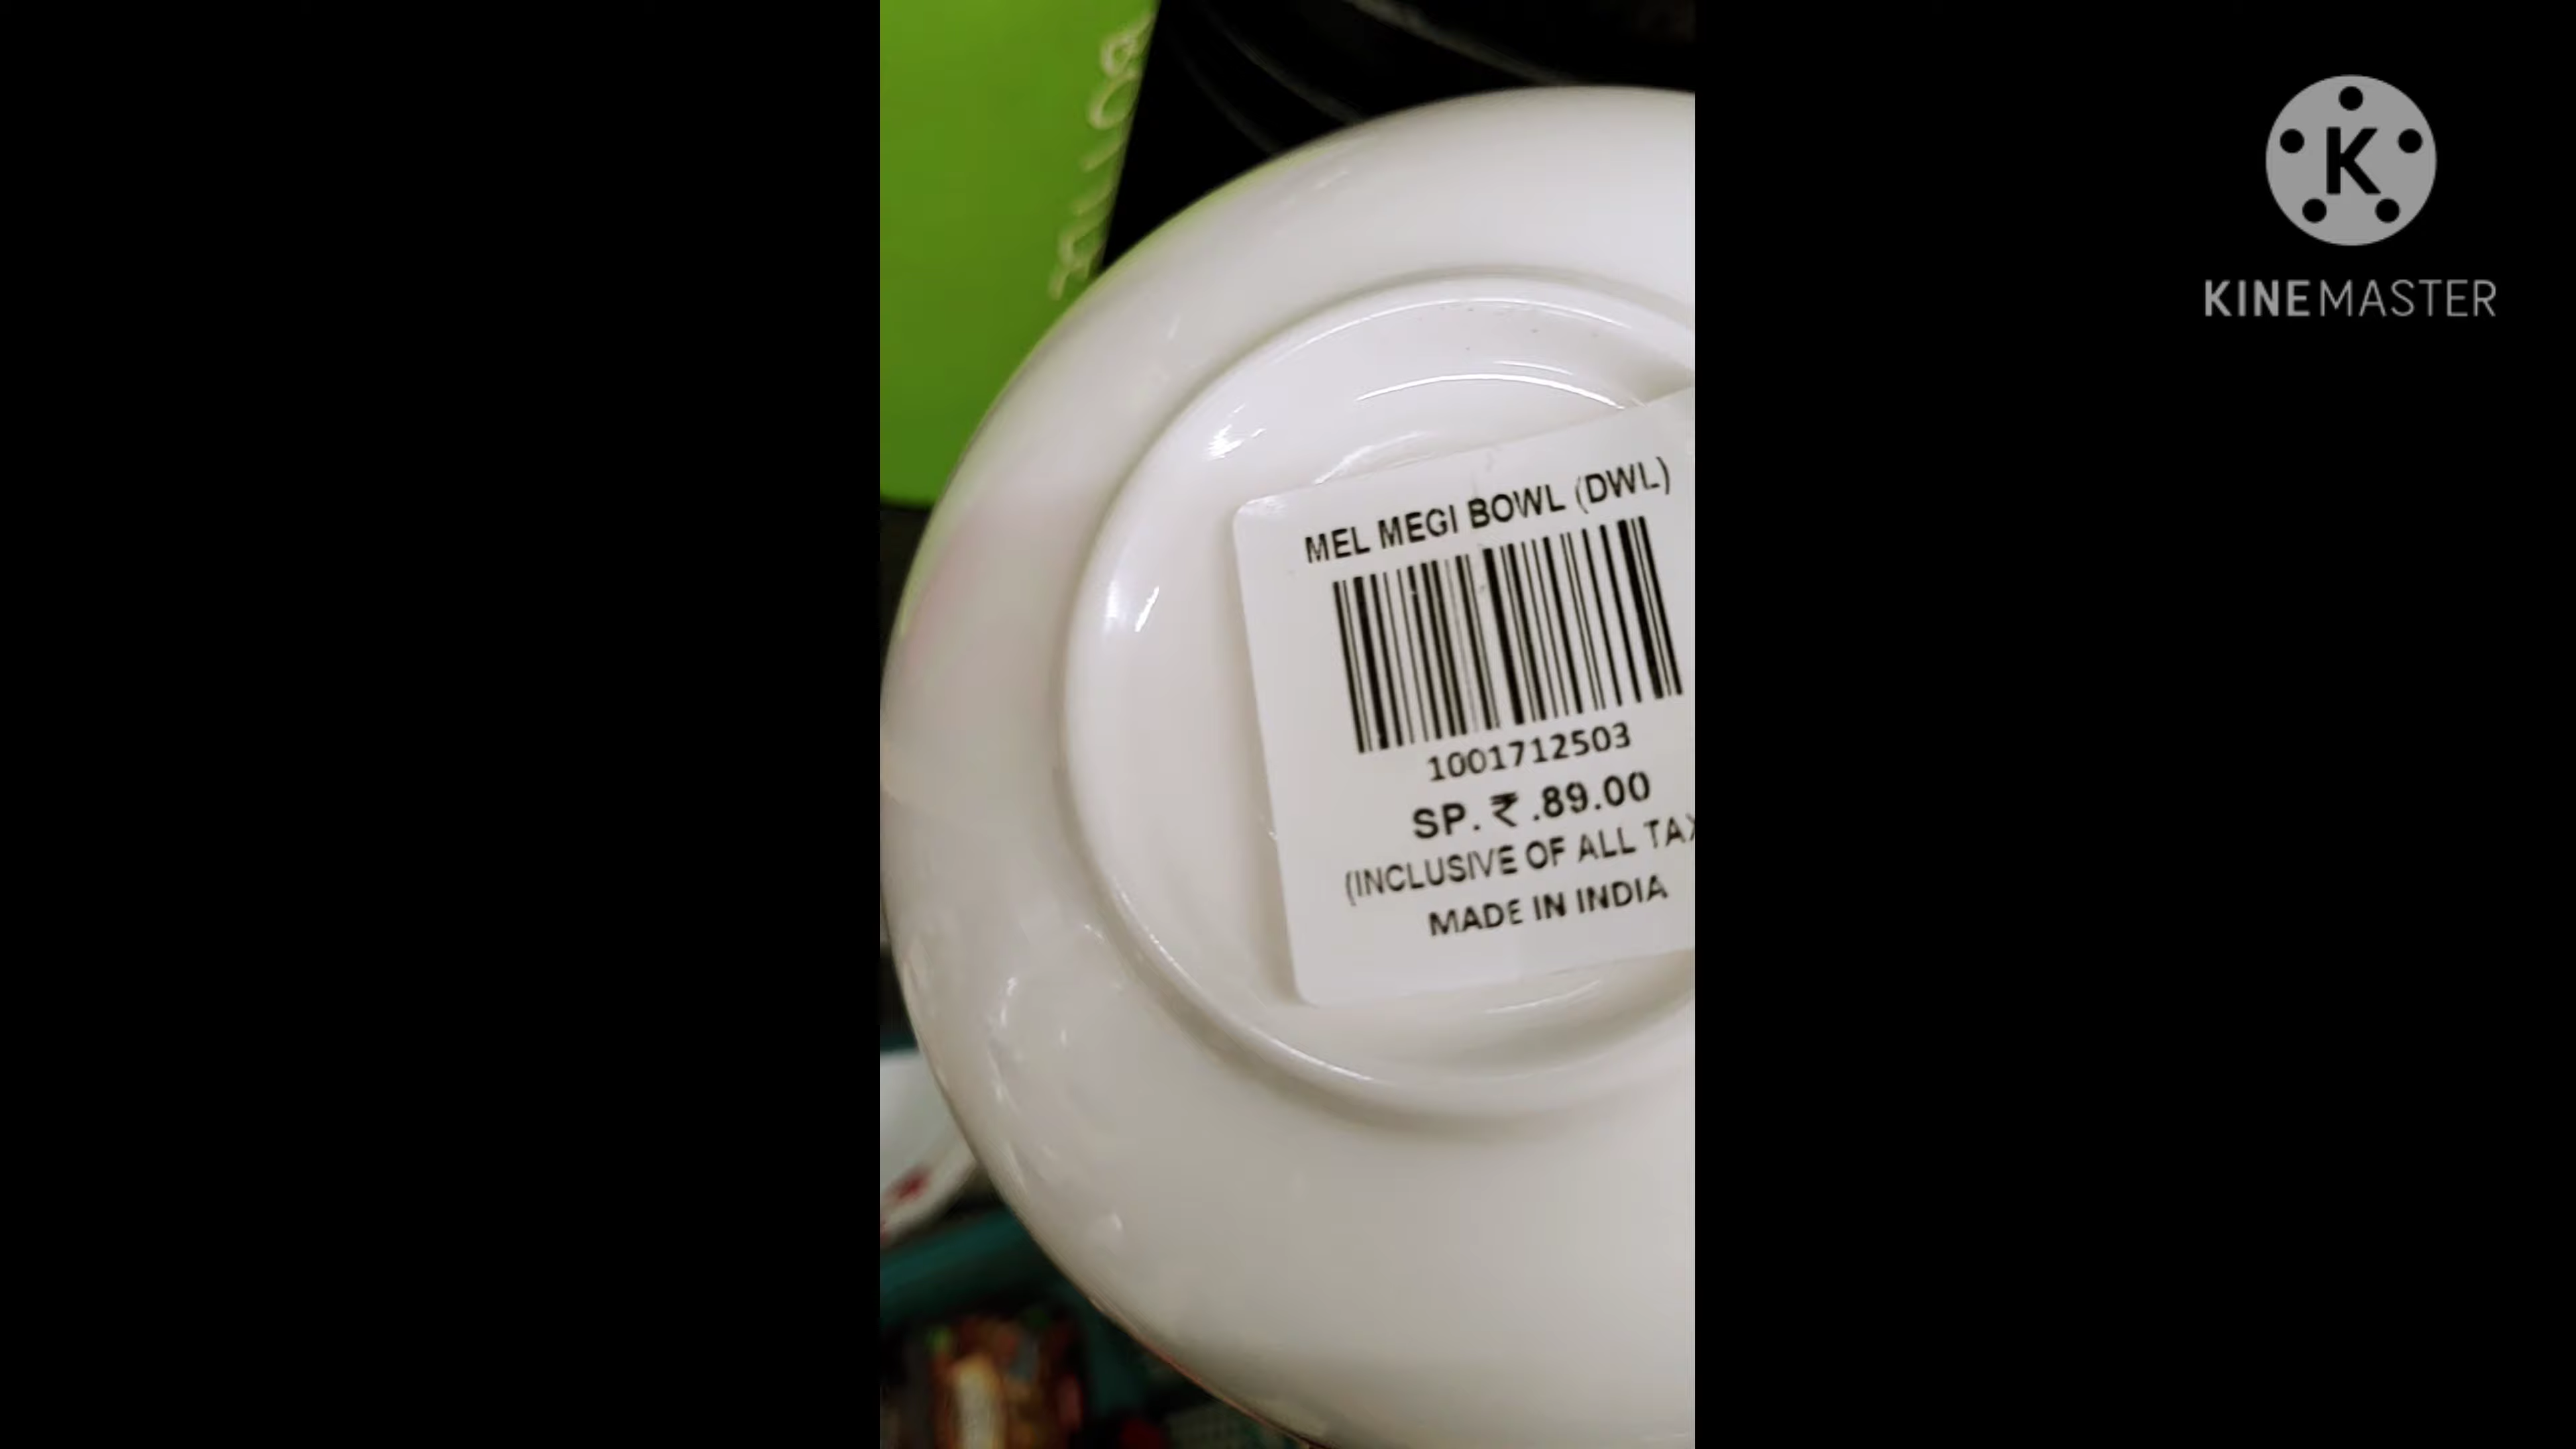 MEL MEGI BOWL (DWL)
1001712503
SP. ₹ .89.00
(INCLUSIVE OF ALL TAX
MADE IN INDIA
K
KINEMASTER